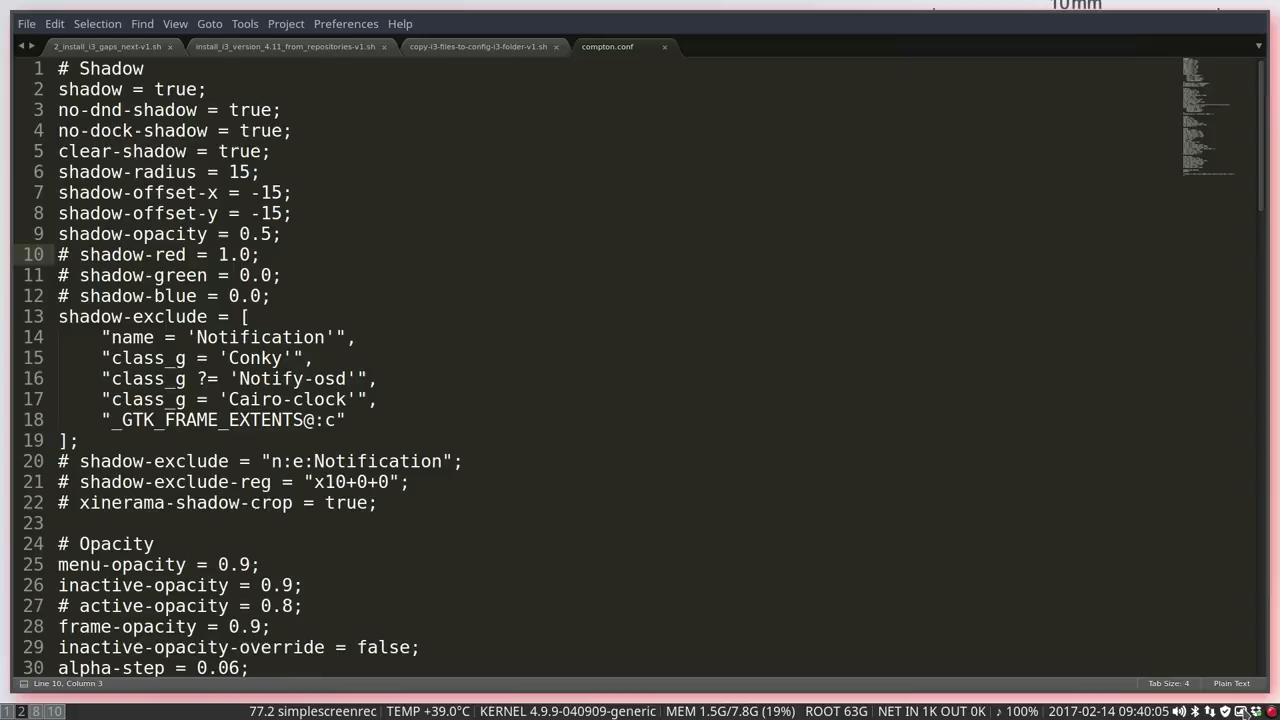 10mm
File Edit Selection Find View Goto Tools Project Preferences Help
2_install_i3_gaps_next-v1.sh × install_i3_version_4.11_from_repositories-v1.sh × copy-i3-files-to-config-i3-folder-v1.sh × compton.conf ×
1 # Shadow
2 shadow = true;
3 no-dnd-shadow = true;
4 no-dock-shadow = true;
5 clear-shadow = true;
6 shadow-radius = 15;
7 shadow-offset-x = -15;
8 shadow-offset-y = -15;
9 shadow-opacity = 0.5;
10 # shadow-red = 1.0;
11 # shadow-green = 0.0;
12 # shadow-blue = 0.0;
13 shadow-exclude = [
14     "name = 'Notification'",
15     "class_g = 'Conky'",
16     "class_g ?= 'Notify-osd'",
17     "class_g = 'Cairo-clock'",
18     "_GTK_FRAME_EXTENTS@:c"
19 ];
20 # shadow-exclude = "n:e:Notification";
21 # shadow-exclude-reg = "x10+0+0";
22 # xinerama-shadow-crop = true;
23
24 # Opacity
25 menu-opacity = 0.9;
26 inactive-opacity = 0.9;
27 # active-opacity = 0.8;
28 frame-opacity = 0.9;
29 inactive-opacity-override = false;
30 alpha-step = 0.06;
Line 10, Column 3 Tab Size: 4 Plain Text
1 2 8 10 77.2 simplescreenrec TEMP +39.0°C KERNEL 4.9.9-040909-generic MEM 1.5G/7.8G (19%) ROOT 63G NET IN 1K OUT 0K ♪ 100% 2017-02-14 09:40:05